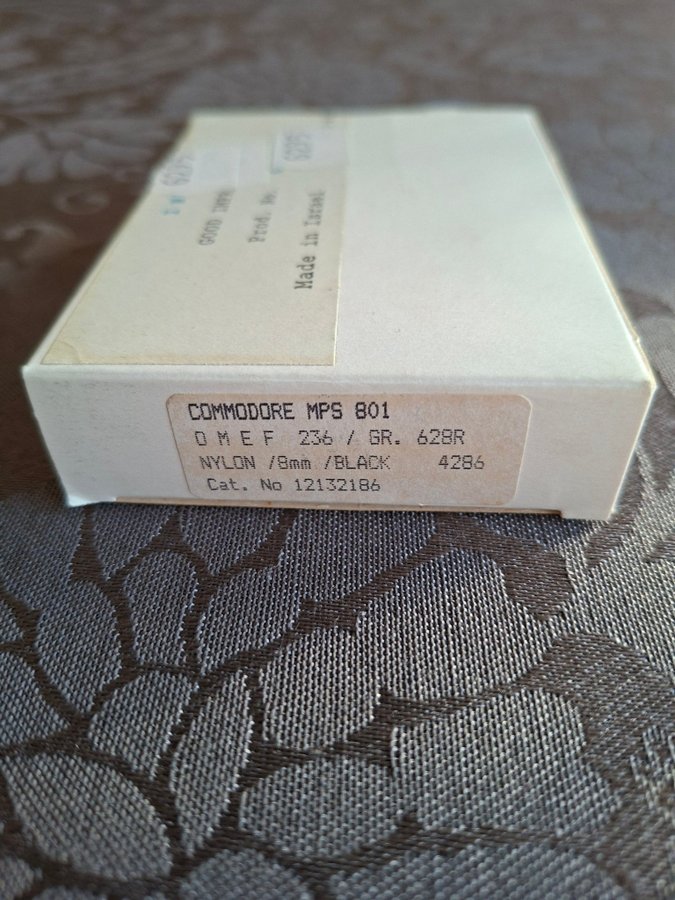 GOOD IMPR
Prod. No.
Made in Israel
COMMODORE MPS 801
O M E F 236 / GR. 628R
NYLON /8mm /BLACK 4286
Cat. No 12132186